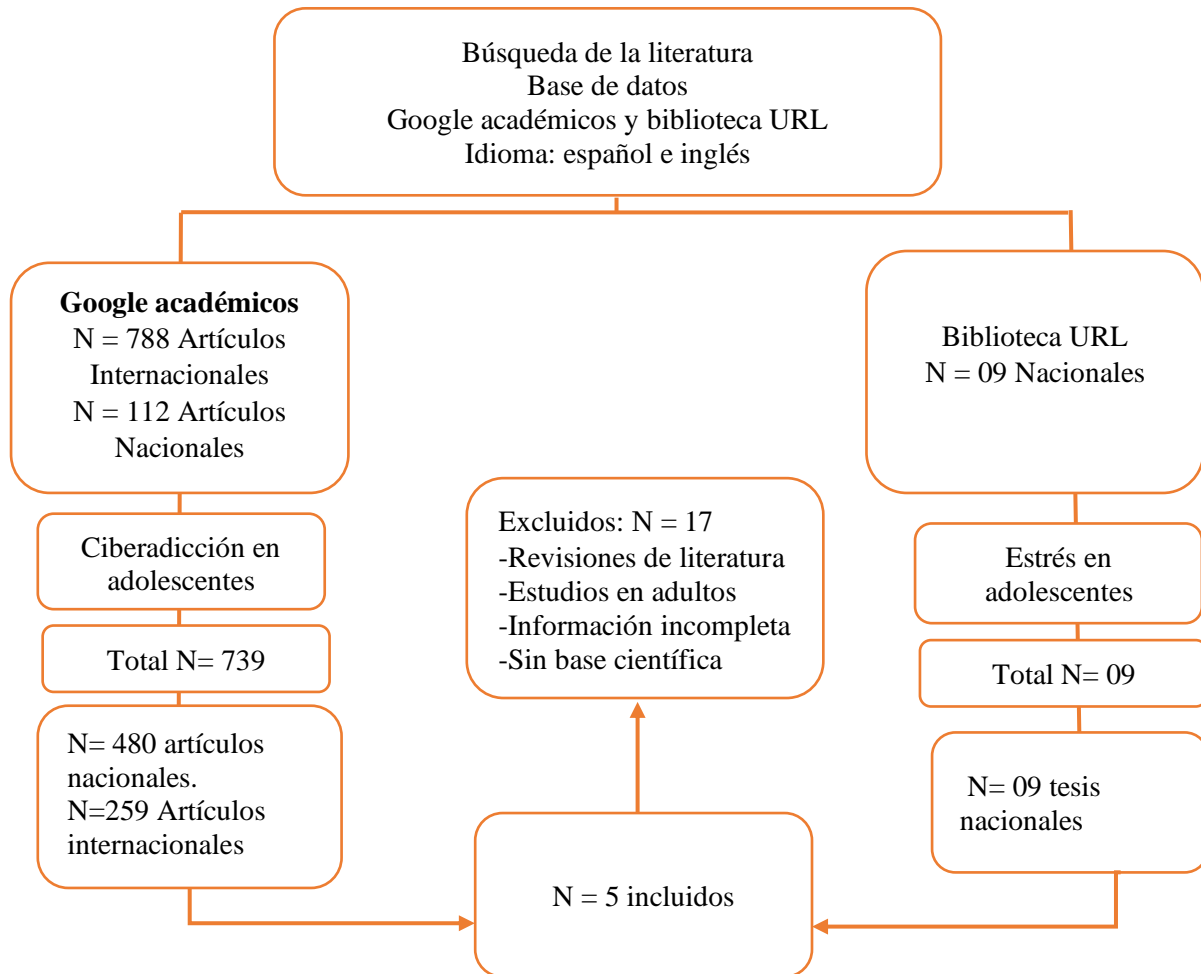 Búsqueda de la literatura
Base de datos
Google académicos y biblioteca URL
Idioma: español e inglés
Google académicos
N = 788 Artículos
Internacionales
N = 112 Artículos
Nacionales
Biblioteca URL
N = 09 Nacionales
Ciberadicción en
adolescentes
Total N= 739
N= 480 artículos
nacionales.
N=259 Artículos
internacionales
Excluidos: N = 17
-Revisiones de literatura
-Estudios en adultos
-Información incompleta
-Sin base científica
Estrés en
adolescentes
Total N= 09
N= 09 tesis
nacionales
N = 5 incluidos